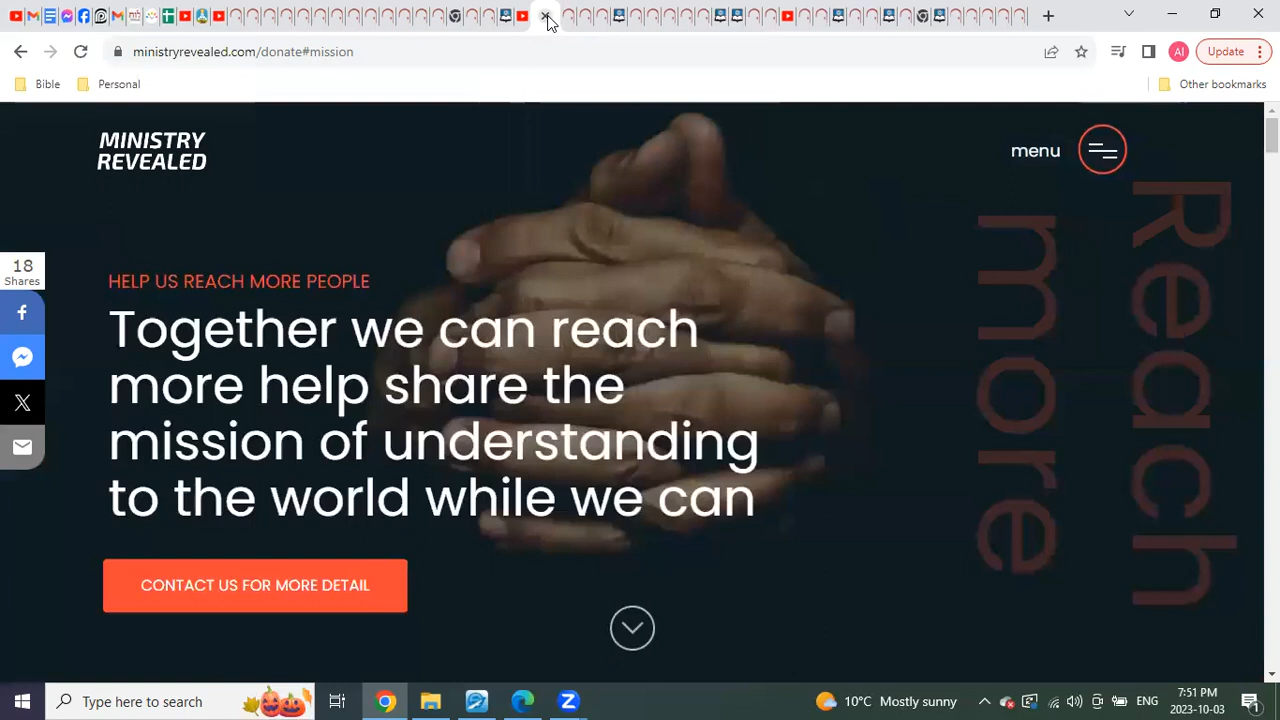 ministryrevealed.com/donate#mission
AI
Update
Bible
Personal
Other bookmarks
MINISTRY
REVEALED
menu
18
Shares
HELP US REACH MORE PEOPLE
Together we can reach
more help share the
mission of understanding
to the world while we can
CONTACT US FOR MORE DETAIL
Reach
more
Type here to search
10°C Mostly sunny
ENG
7:51 PM
2023-10-03
1